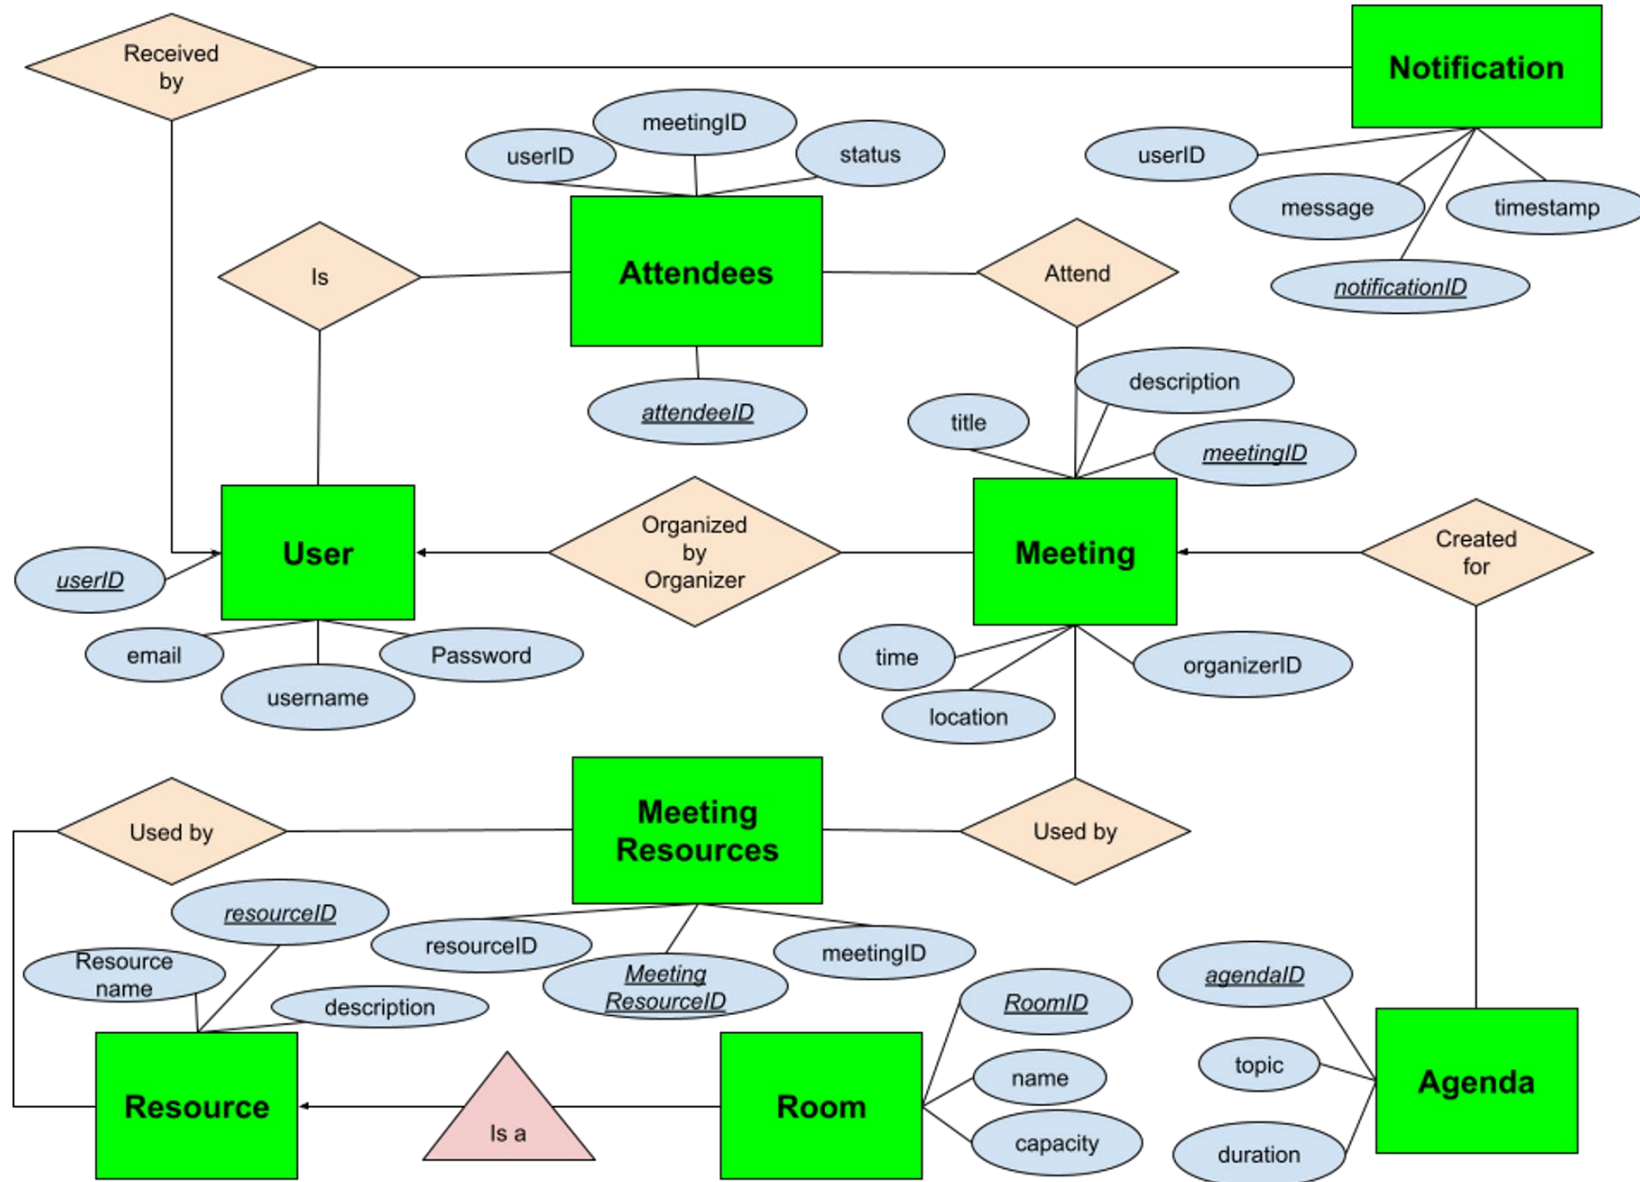 Received
by
Notification
meetingID
userID
status
userID
message
timestamp
notificationID
Is
Attendees
Attend
attendeeID
description
title
meetingID
User
Organized
by
Organizer
Meeting
Created
for
userID
email
Password
username
time
organizerID
location
Used by
Meeting
Resources
Used by
resourceID
resourceID
Meeting
ResourceID
meetingID
Resource
name
description
agendaID
RoomID
topic
name
capacity
duration
Resource
Is a
Room
Agenda